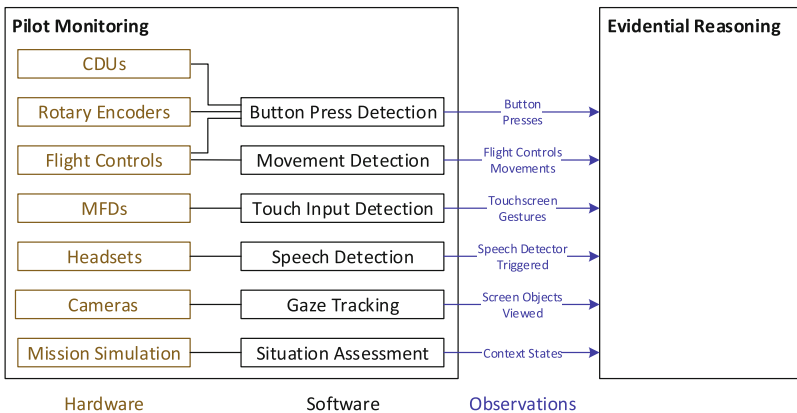 Pilot Monitoring
Evidential Reasoning
CDUs
Rotary Encoders
Button Press Detection
Button
Presses
Flight Controls
Movement Detection
Flight Controls
Movements
MFDs
Touch Input Detection
Touchscreen
Gestures
Headsets
Speech Detection
Speech Detector
Triggered
Cameras
Gaze Tracking
Screen Objects
Viewed
Mission Simulation
Situation Assessment
Context States
Hardware
Software
Observations